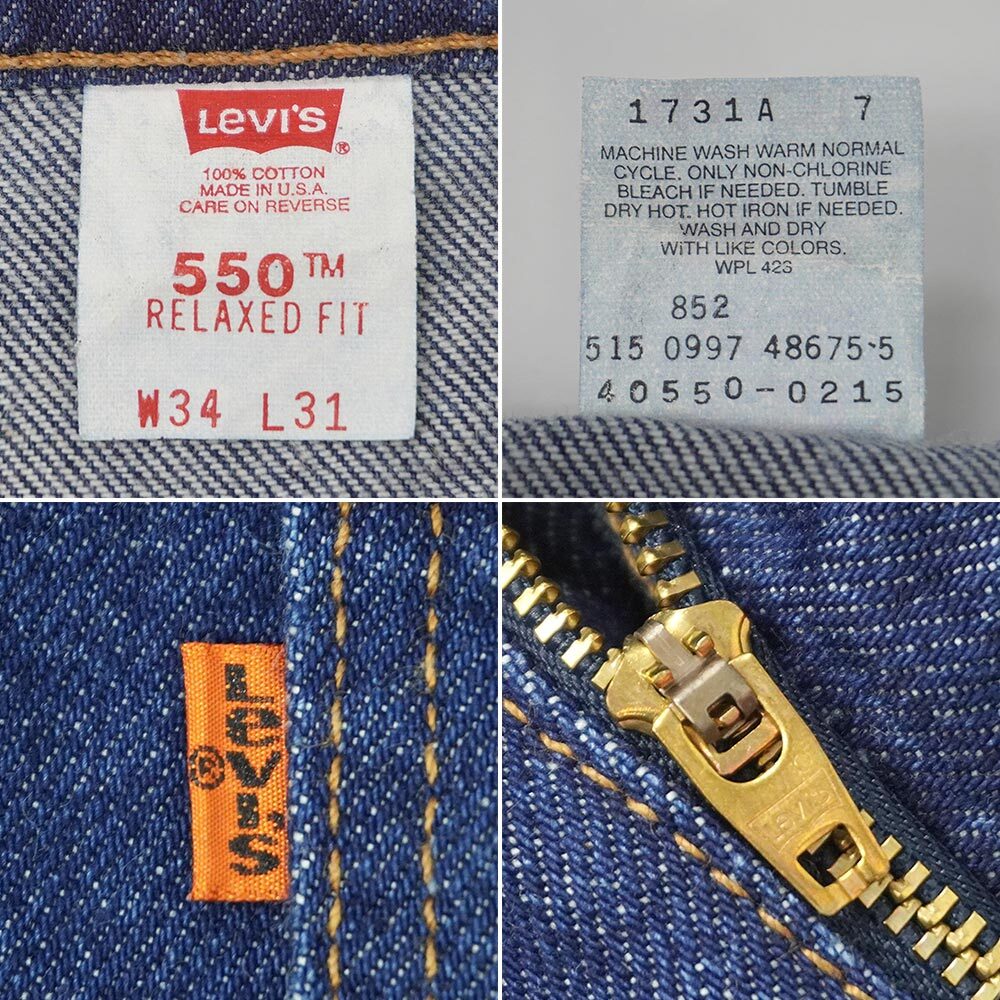 Levi's
®
100% COTTON
MADE IN U.S.A.
CARE ON REVERSE
550™
RELAXED FIT
W34 L31
1731A 7
MACHINE WASH WARM NORMAL
CYCLE. ONLY NON-CHLORINE
BLEACH IF NEEDED. TUMBLE
DRY HOT. HOT IRON IF NEEDED.
WASH AND DRY
WITH LIKE COLORS.
WPL 423
852
515 0997 48675-5
40550-0215
LEVI'S
®
Levi's